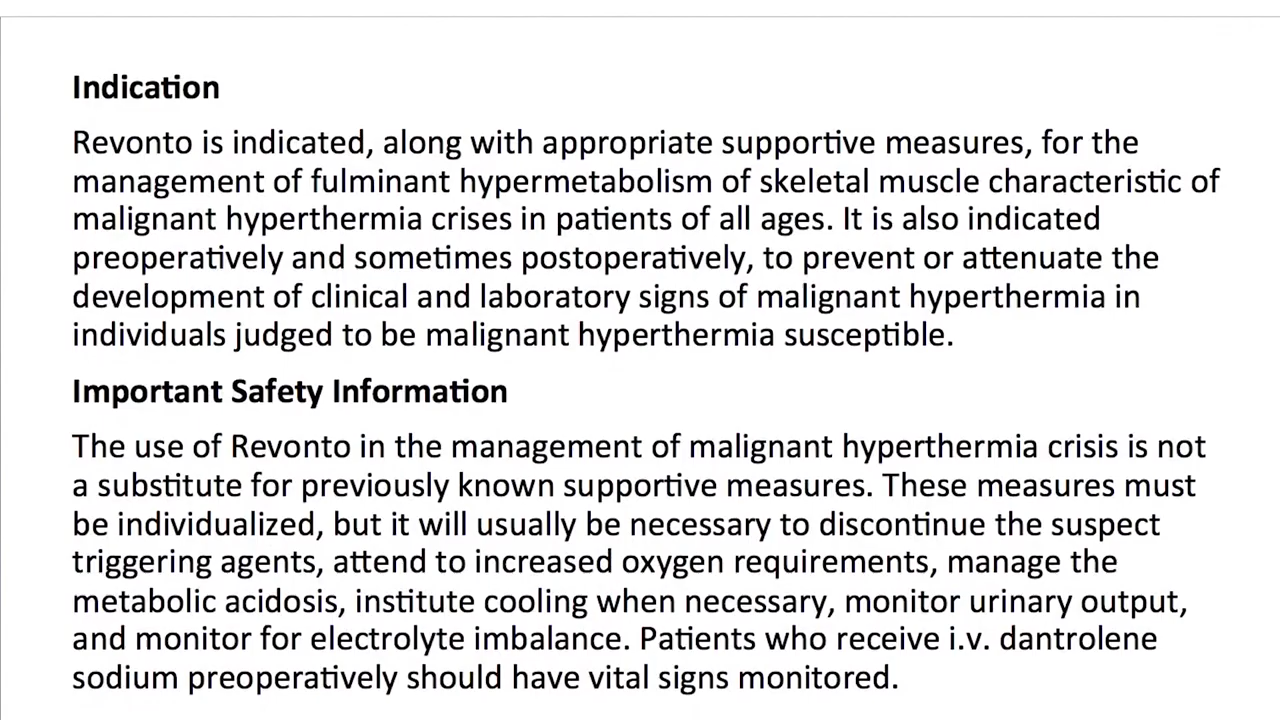 Indication
Revonto is indicated, along with appropriate supportive measures, for the
management of fulminant hypermetabolism of skeletal muscle characteristic of
malignant hyperthermia crises in patients of all ages. It is also indicated
preoperatively and sometimes postoperatively, to prevent or attenuate the
development of clinical and laboratory signs of malignant hyperthermia in
individuals judged to be malignant hyperthermia susceptible.
Important Safety Information
The use of Revonto in the management of malignant hyperthermia crisis is not
a substitute for previously known supportive measures. These measures must
be individualized, but it will usually be necessary to discontinue the suspect
triggering agents, attend to increased oxygen requirements, manage the
metabolic acidosis, institute cooling when necessary, monitor urinary output,
and monitor for electrolyte imbalance. Patients who receive i.v. dantrolene
sodium preoperatively should have vital signs monitored.